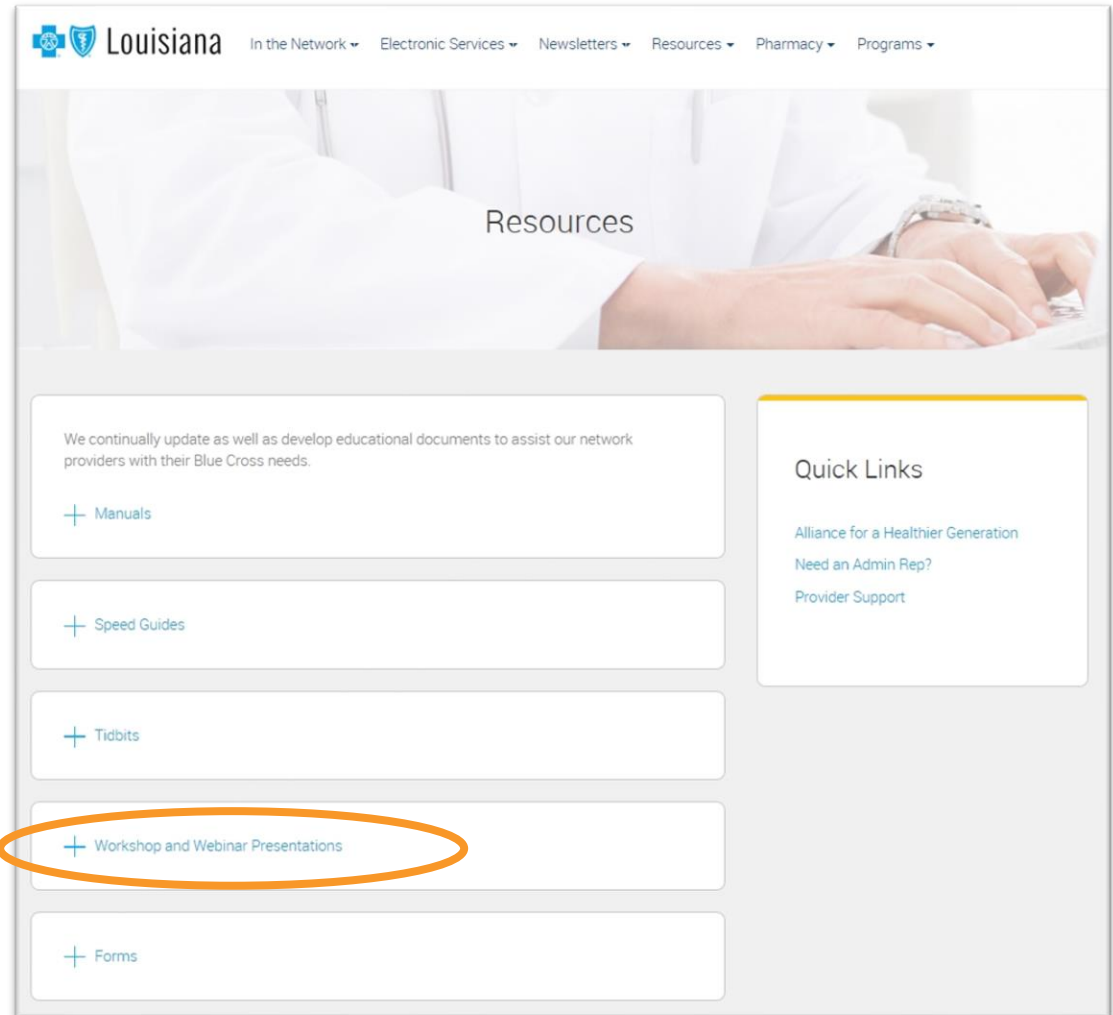 Louisiana In the Network Electronic Services Newsletters Resources Pharmacy Programs
Resources
We continually update as well as develop educational documents to assist our network
providers with their Blue Cross needs.
Manuals
Speed Guides
Tidbits
Workshop and Webinar Presentations
Forms
Quick Links
Alliance for a Healthier Generation
Need an Admin Rep?
Provider Support